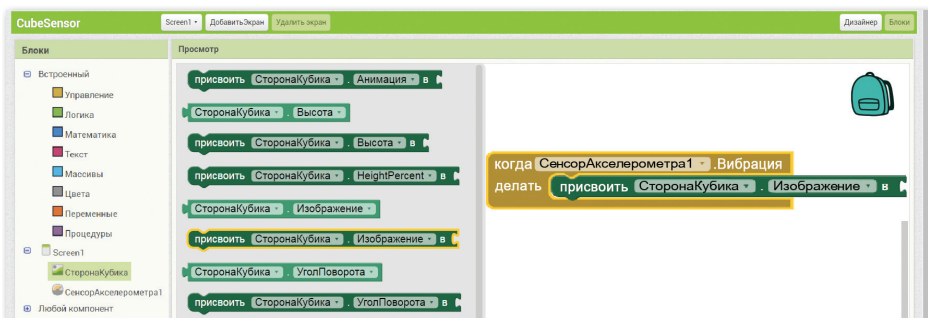 CubeSensor Screen1 ДобавитьЭкран Удалить экран Дизайнер Блоки
Блоки Просмотр
Встроенный
Управление
Логика
Математика
Текст
Массивы
Цвета
Переменные
Процедуры
Screen1
СторонаКубика
СенсорАкселерометра1
Любой компонент
присвоить СторонаКубика . Анимация в
СторонаКубика . Высота
присвоить СторонаКубика . Высота в
присвоить СторонаКубика . HeightPercent в
СторонаКубика . Изображение
присвоить СторонаКубика . Изображение в
СторонаКубика . УголПоворота
присвоить СторонаКубика . УголПоворота в
когда СенсорАкселерометра1 .Вибрация
делать присвоить СторонаКубика . Изображение в